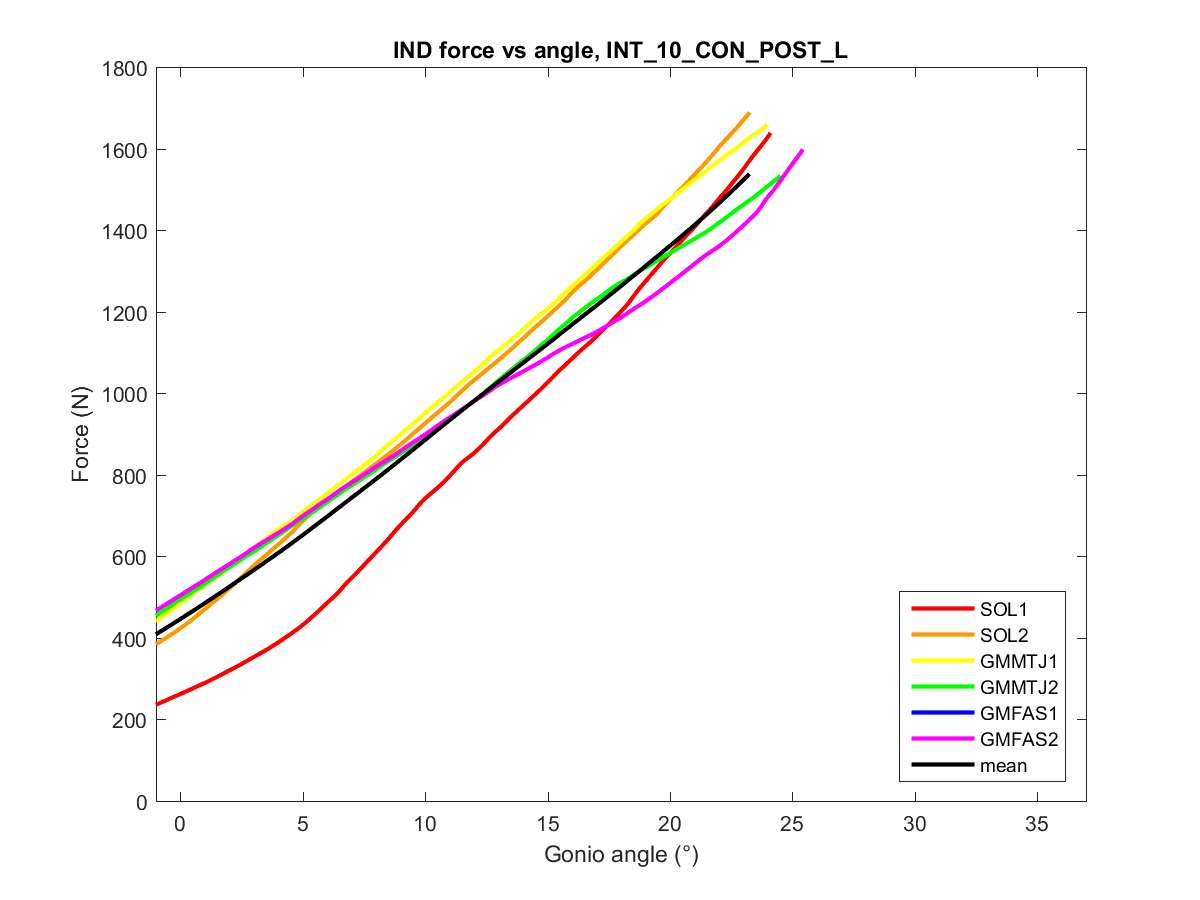 IND force vs angle, INT_10_CON_POST_L
1800
1600
1400
1200
1000
800
600
400
200
0
Force (N)
0 5 10 15 20 25 30 35
Gonio angle (°)
SOL1
SOL2
GMMTJ1
GMMTJ2
GMFAS1
GMFAS2
mean